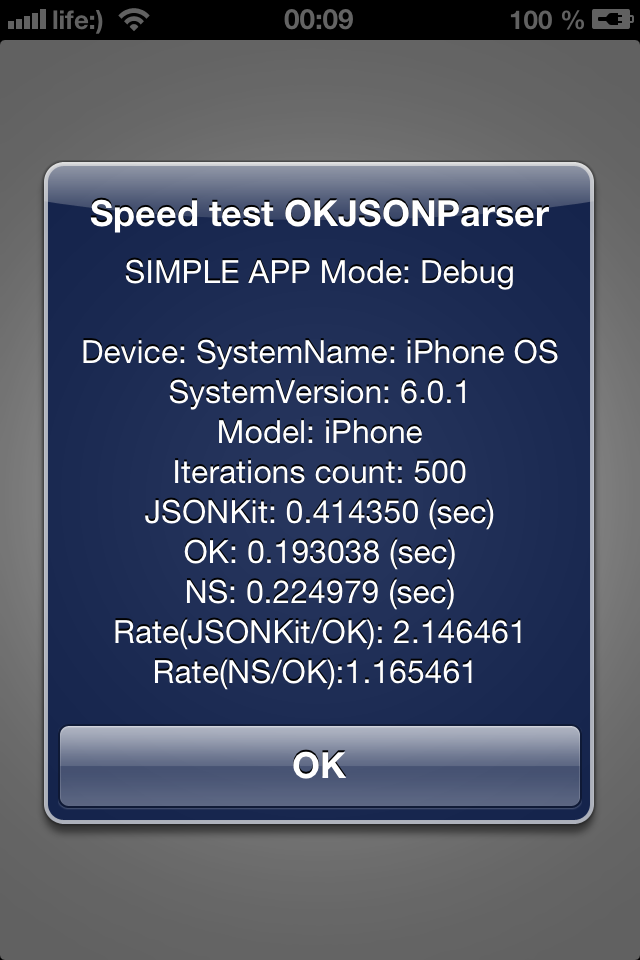 life:) 00:09 100 %
Speed test OKJSONParser
SIMPLE APP Mode: Debug
Device: SystemName: iPhone OS
SystemVersion: 6.0.1
Model: iPhone
Iterations count: 500
JSONKit: 0.414350 (sec)
OK: 0.193038 (sec)
NS: 0.224979 (sec)
Rate(JSONKit/OK): 2.146461
Rate(NS/OK):1.165461
OK